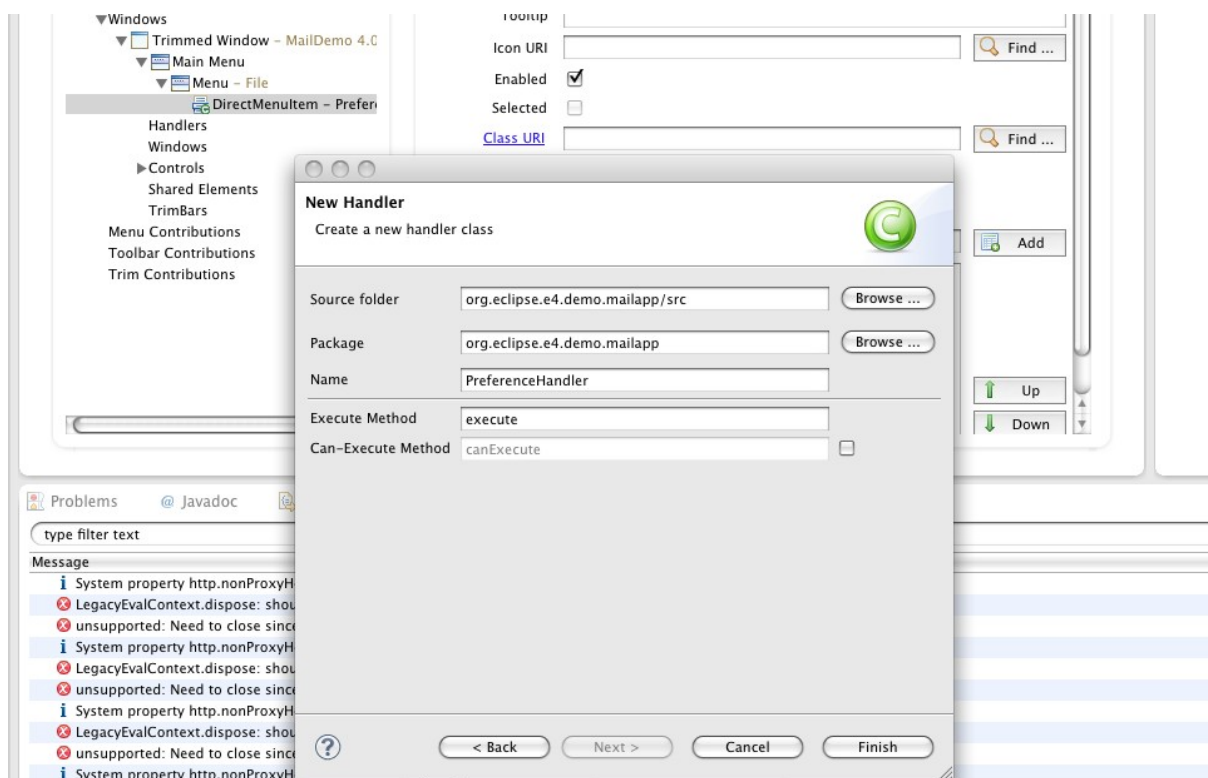 Windows
Trimmed Window – MailDemo 4.0
Main Menu
Menu – File
DirectMenuItem – Prefer
Handlers
Windows
Controls
Shared Elements
TrimBars
Menu Contributions
Toolbar Contributions
Trim Contributions
Tooltip
Icon URI
Find ...
Enabled
Selected
Class URI
Find ...
Add
Up
Down
New Handler
Create a new handler class
C
Source folder
org.eclipse.e4.demo.mailapp/src
Browse ...
Package
org.eclipse.e4.demo.mailapp
Browse ...
Name
PreferenceHandler
Execute Method
execute
Can-Execute Method
canExecute
?
< Back
Next >
Cancel
Finish
Problems
@ Javadoc
type filter text
Message
i System property http.nonProxyH
LegacyEvalContext.dispose: shou
unsupported: Need to close since
i System property http.nonProxyH
LegacyEvalContext.dispose: shou
unsupported: Need to close since
i System property http.nonProxyH
LegacyEvalContext.dispose: shou
unsupported: Need to close since
i System property http.nonProxyH